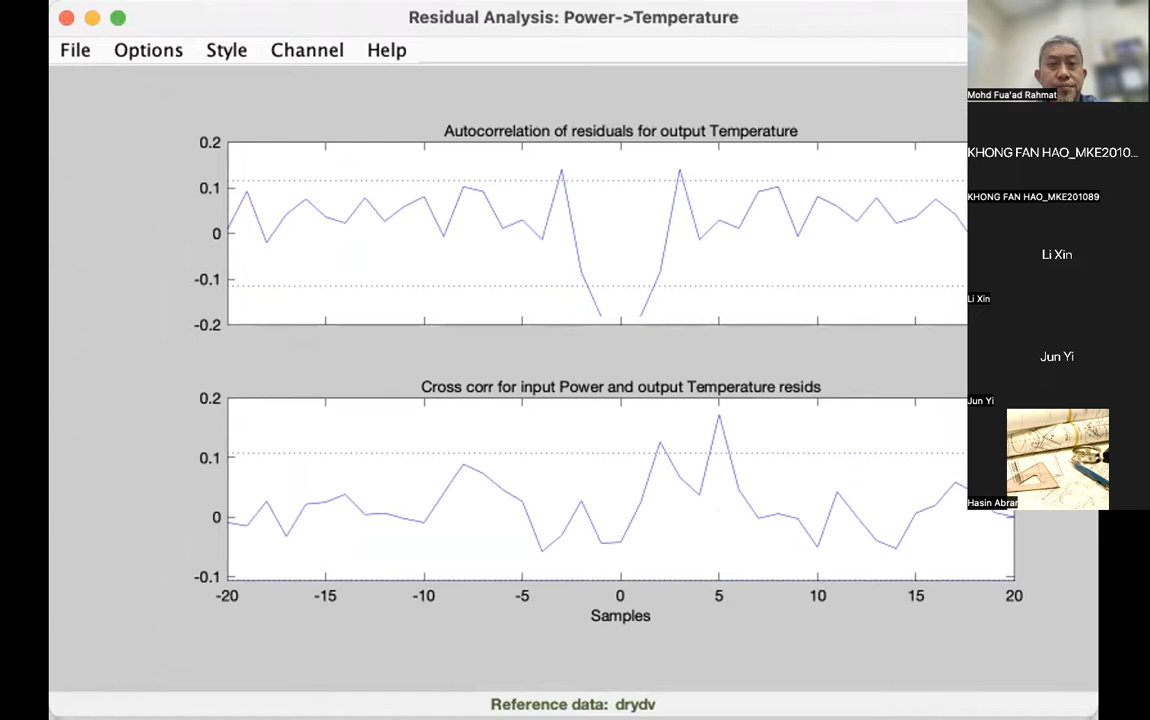 Residual Analysis: Power->Temperature
File Options Style Channel Help
Autocorrelation of residuals for output Temperature
0.2
0.1
0
-0.1
-0.2
Cross corr for input Power and output Temperature resids
0.2
0.1
0
-0.1
-20 -15 -10 -5 0 5 10 15 20
Samples
Reference data: drydv
Mohd Fua'ad Rahmat
KHONG FAN HAO_MKE2010...
KHONG FAN HAO_MKE201089
Li Xin
Li Xin
Jun Yi
Jun Yi
Hasin Abrar